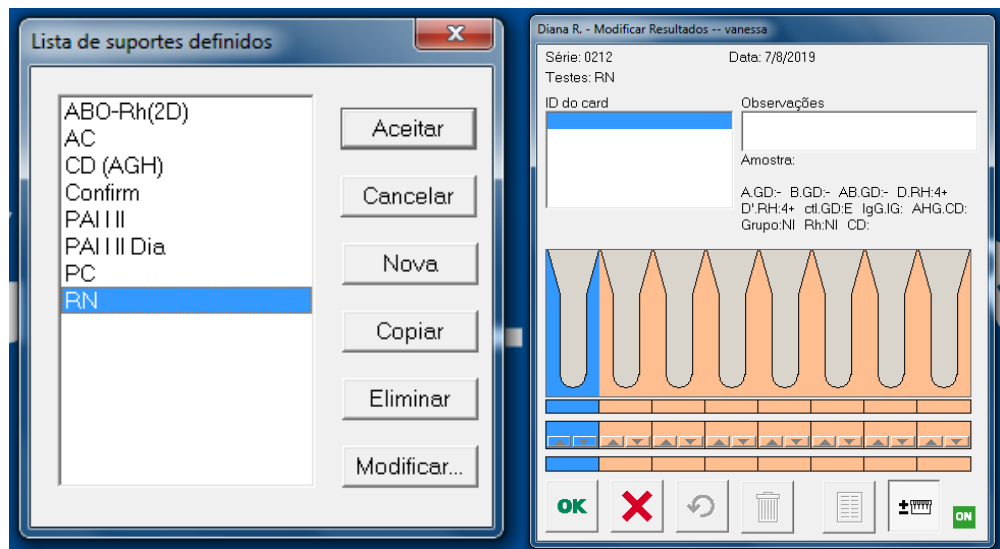 Lista de suportes definidos
ABO-Rh(2D)
AC
CD (AGH)
Confirm
PAI I II
PAI I II Dia
PC
RN
Aceitar
Cancelar
Nova
Copiar
Eliminar
Modificar...
Diana R. - Modificar Resultados -- vanessa
Série: 0212 Data: 7/8/2019
Testes: RN
ID do card Observações
Amostra:
A.GD:- B.GD:- AB.GD:- D.RH:4+
D'.RH:4+ ctl.GD:E IgG.IG: AHG.CD:
Grupo:NI Rh:NI CD:
OK
ON